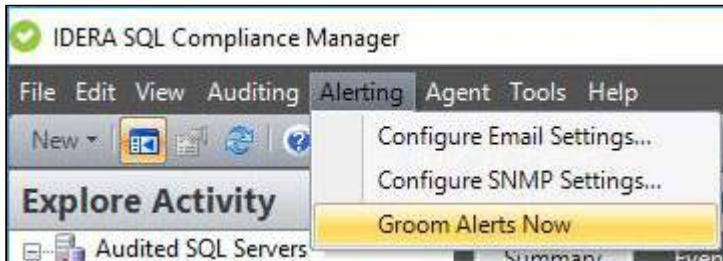 IDERA SQL Compliance Manager
File Edit View Auditing Alerting Agent Tools Help
New
Configure Email Settings...
Configure SNMP Settings...
Explore Activity
Groom Alerts Now
Audited SQL Servers
Summary